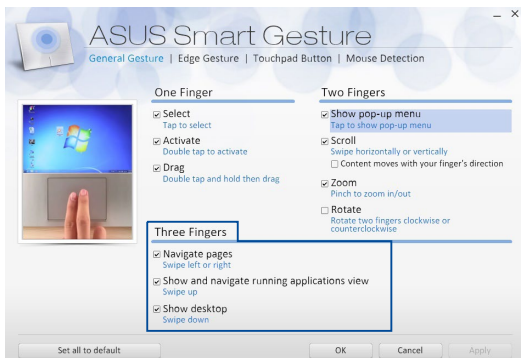 ASUS Smart Gesture
General Gesture | Edge Gesture | Touchpad Button | Mouse Detection
One Finger
Select
Tap to select
Activate
Double tap to activate
Drag
Double tap and hold then drag
Two Fingers
Show pop-up menu
Tap to show pop-up menu
Scroll
Swipe horizontally or vertically
Content moves with your finger's direction
Zoom
Pinch to zoom in/out
Rotate
Rotate two fingers clockwise or
counterclockwise
Three Fingers
Navigate pages
Swipe left or right
Show and navigate running applications view
Swipe up
Show desktop
Swipe down
Set all to default
OK
Cancel
Apply